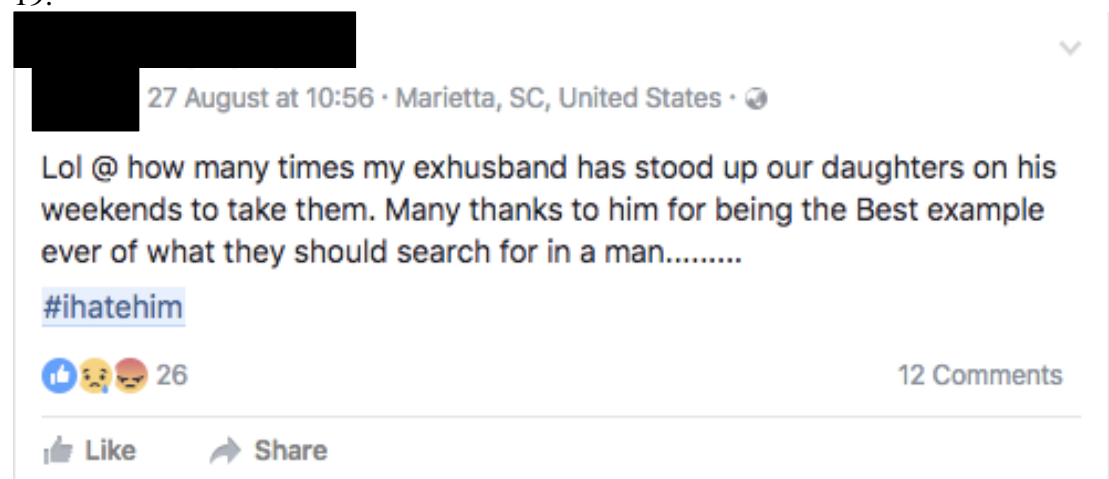 19.
27 August at 10:56 · Marietta, SC, United States ·
Lol @ how many times my exhusband has stood up our daughters on his
weekends to take them. Many thanks to him for being the Best example
ever of what they should search for in a man.........
#ihatehim
26 12 Comments
Like Share